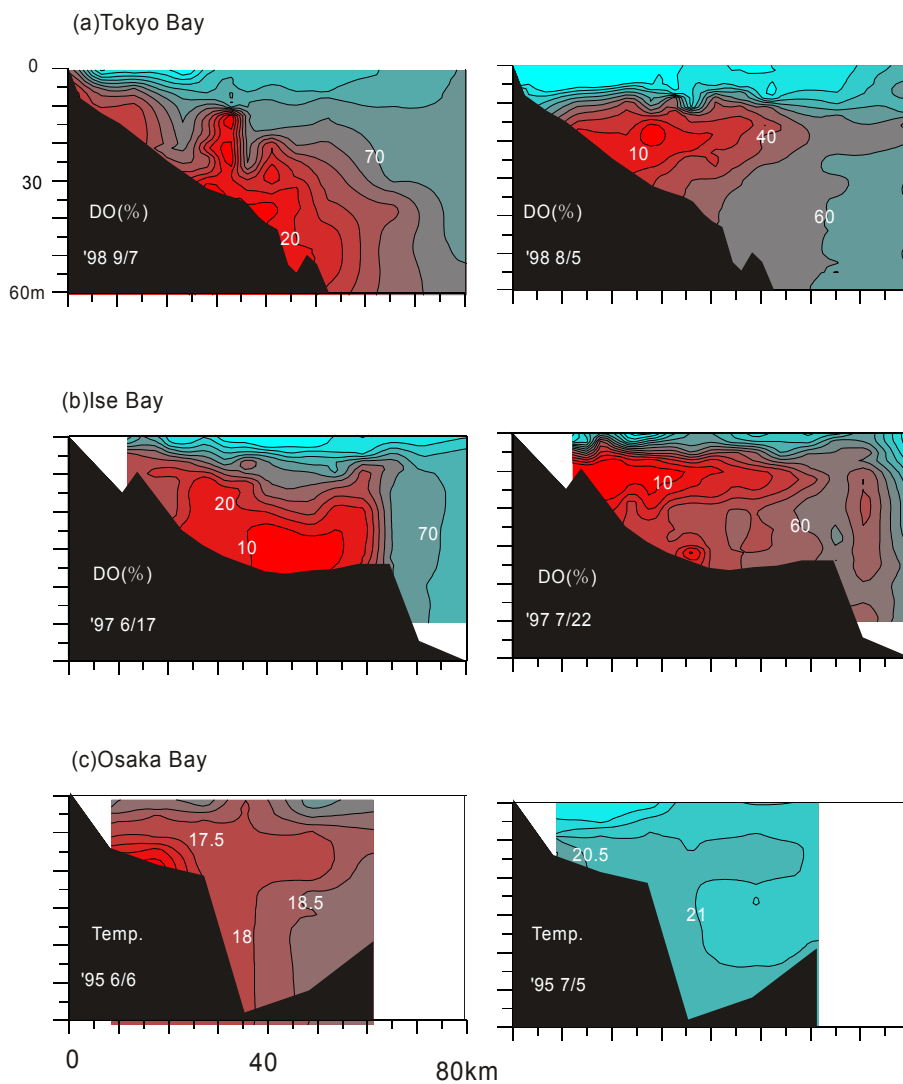 (a)Tokyo Bay
0
30
60m
DO(%)
'98 9/7
70
20
DO(%)
'98 8/5
10
40
60
(b)Ise Bay
20
10
70
DO(%)
'97 6/17
10
60
DO(%)
'97 7/22
(c)Osaka Bay
17.5
18.5
18
Temp.
'95 6/6
20.5
21
Temp.
'95 7/5
0
40
80km